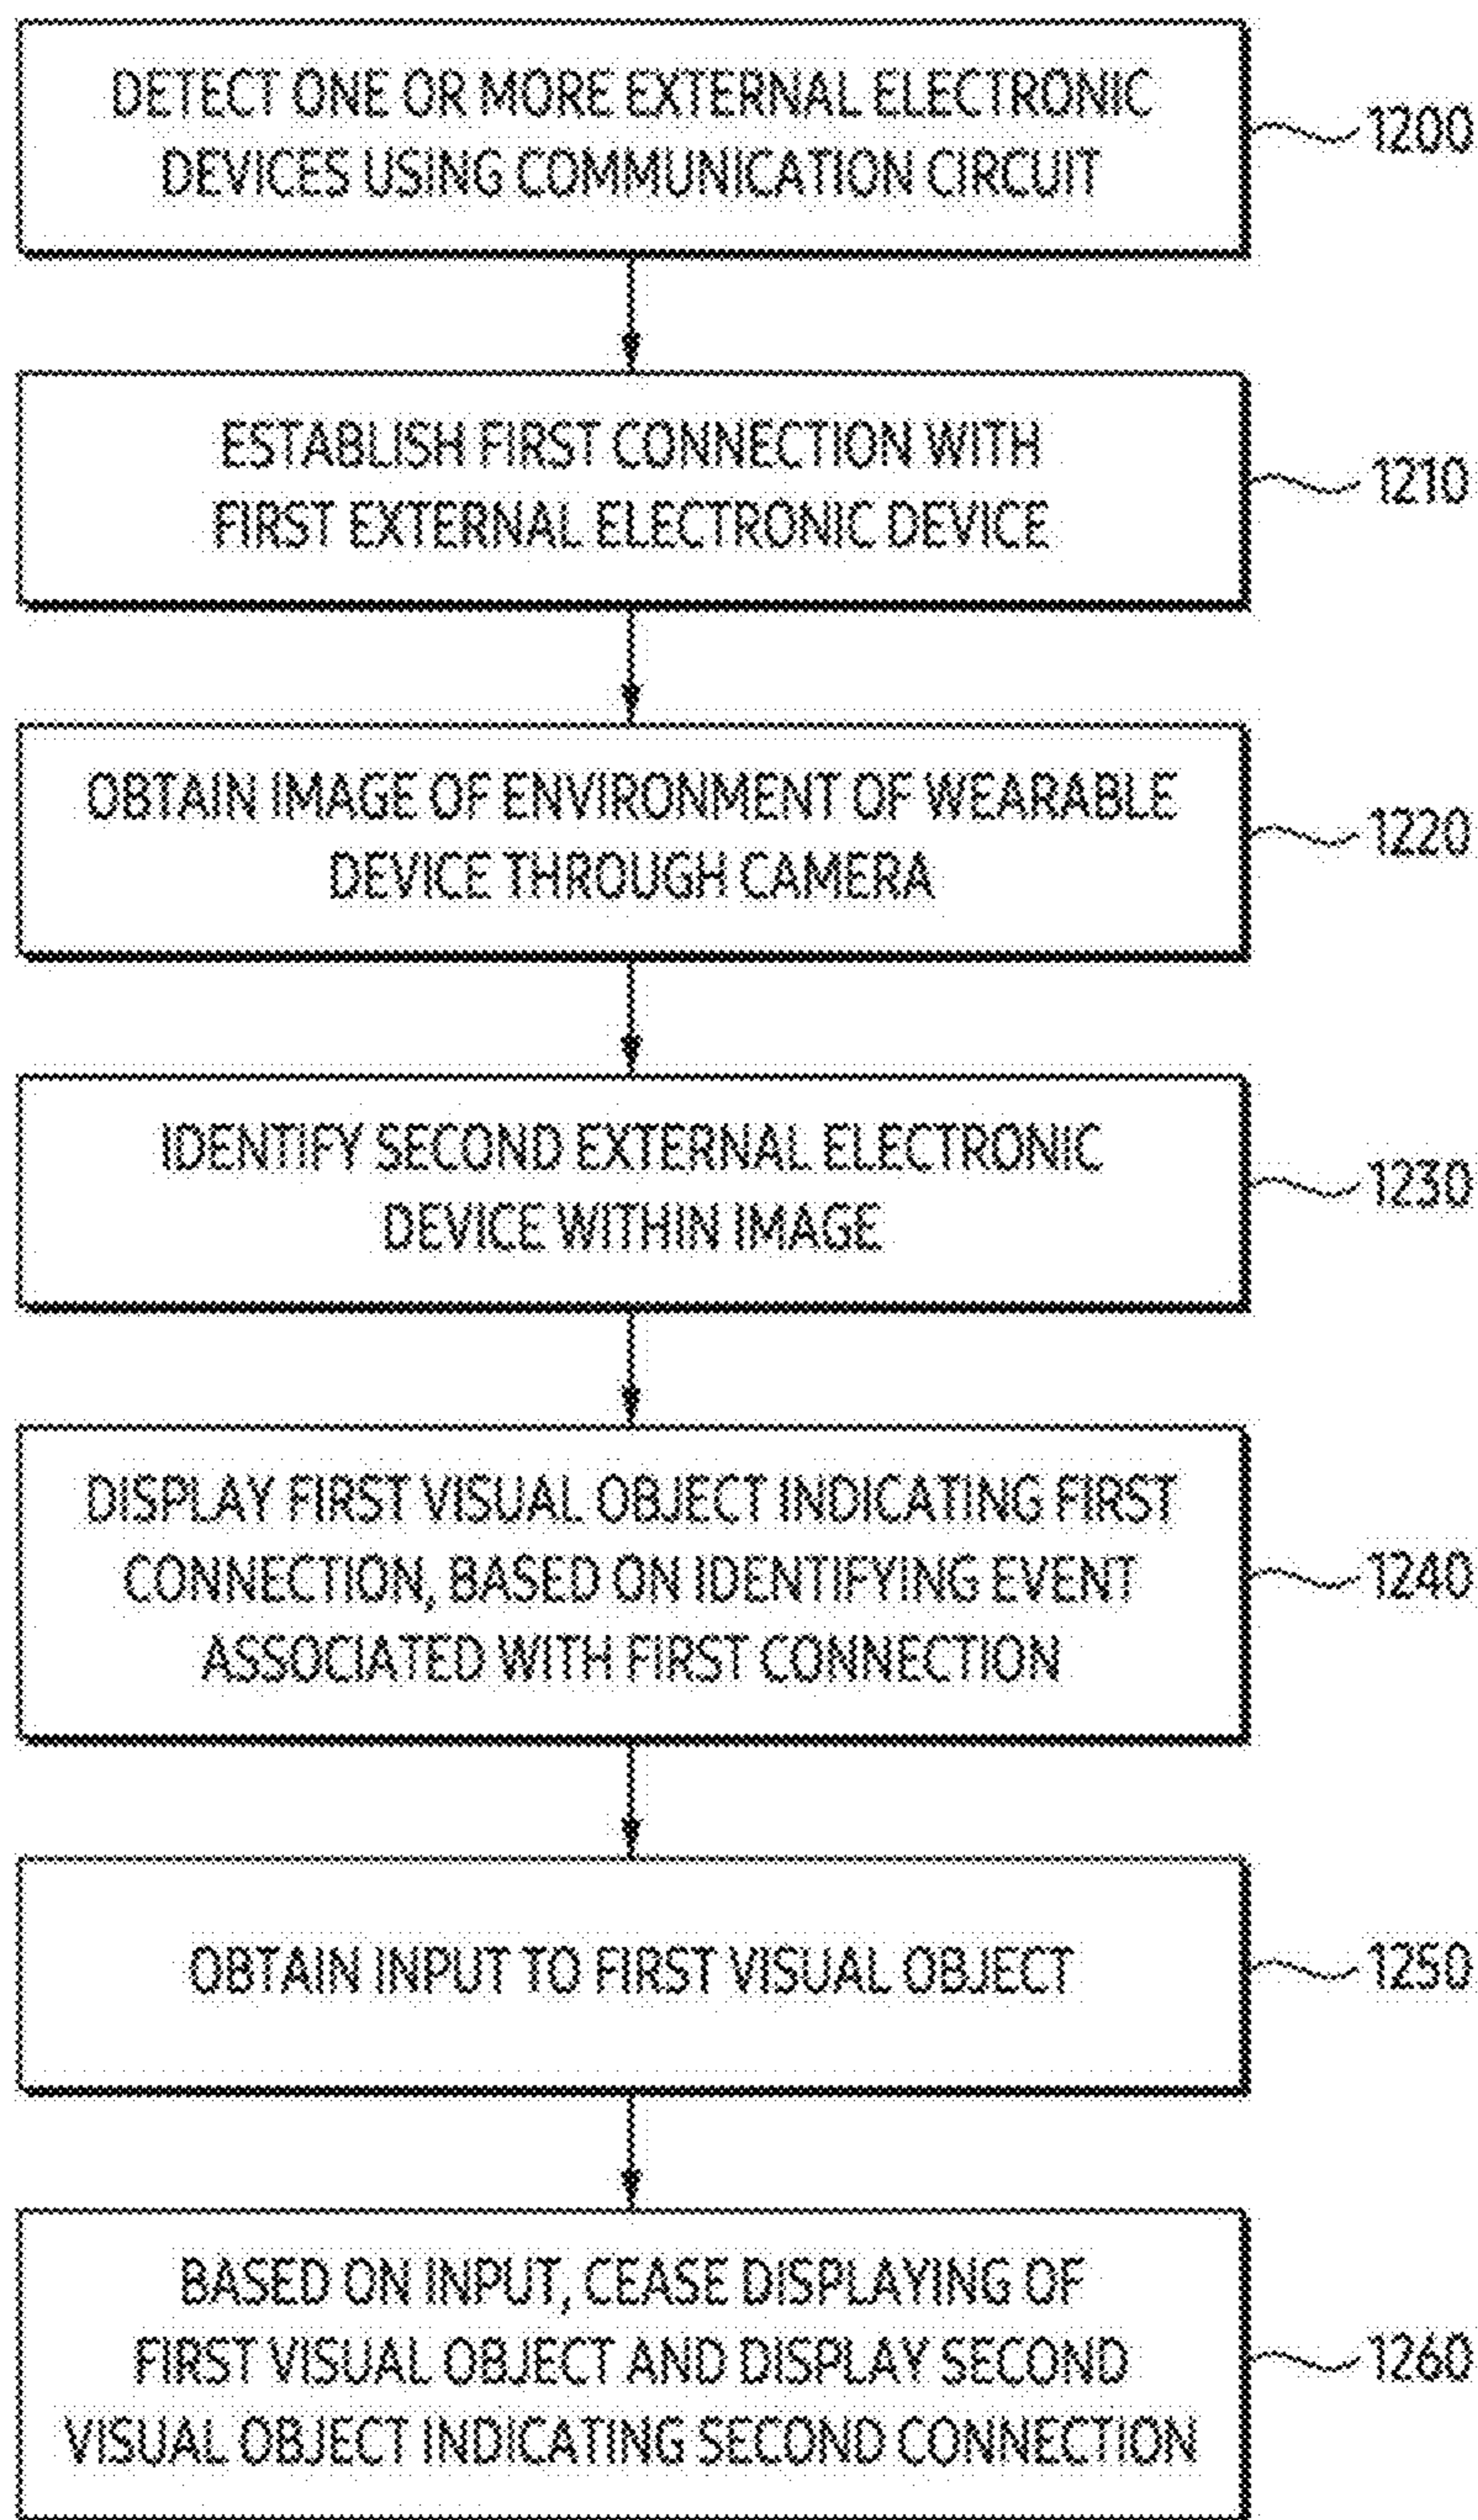 DETECT ONE OR MORE EXTERNAL ELECTRONIC
DEVICES USING COMMUNICATION CIRCUIT
1200
ESTABLISH FIRST CONNECTION WITH
FIRST EXTERNAL ELECTRONIC DEVICE
1210
OBTAIN IMAGE OF ENVIRONMENT OF WEARABLE
DEVICE THROUGH CAMERA
1220
IDENTIFY SECOND EXTERNAL ELECTRONIC
DEVICE WITHIN IMAGE
1230
DISPLAY FIRST VISUAL OBJECT INDICATING FIRST
CONNECTION, BASED ON IDENTIFYING EVENT
ASSOCIATED WITH FIRST CONNECTION
1240
OBTAIN INPUT TO FIRST VISUAL OBJECT
1250
BASED ON INPUT, CEASE DISPLAYING OF
FIRST VISUAL OBJECT AND DISPLAY SECOND
VISUAL OBJECT INDICATING SECOND CONNECTION
1260